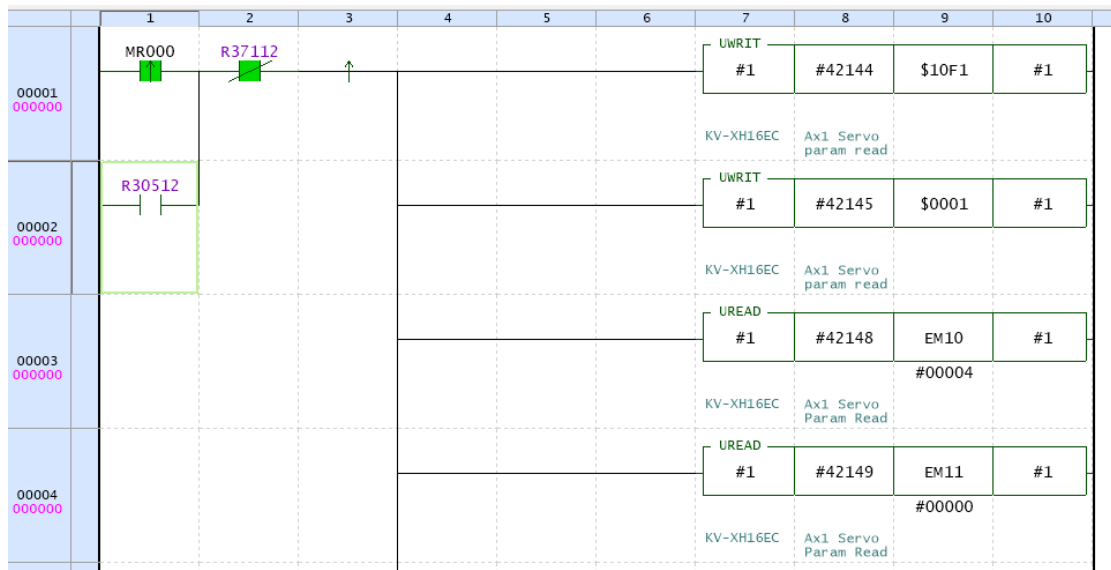 1 2 3 4 5 6 7 8 9 10
MR000 R37112 UWRIT
#1 #42144 $10F1 #1
00001
000000
KV-XH16EC Ax1 Servo
param read
R30512 UWRIT
#1 #42145 $0001 #1
00002
000000
KV-XH16EC Ax1 Servo
param read
UREAD
#1 #42148 EM10 #1
00003
000000 #00004
KV-XH16EC Ax1 Servo
Param Read
UREAD
#1 #42149 EM11 #1
00004
000000 #00000
KV-XH16EC Ax1 Servo
Param Read